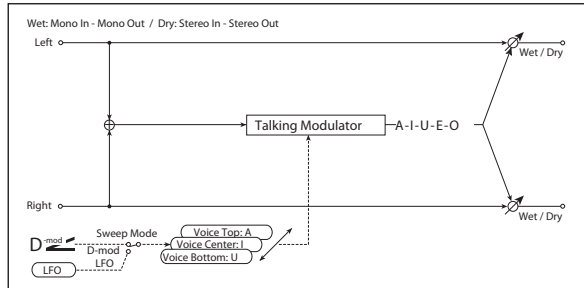 Wet: Mono In - Mono Out / Dry: Stereo In - Stereo Out
Left
Wet / Dry
Talking Modulator
A-I-U-E-O
Right
Wet / Dry
Sweep Mode
D-mod
D-mod
LFO
LFO
Voice Top: A
Voice Center: I
Voice Bottom: U